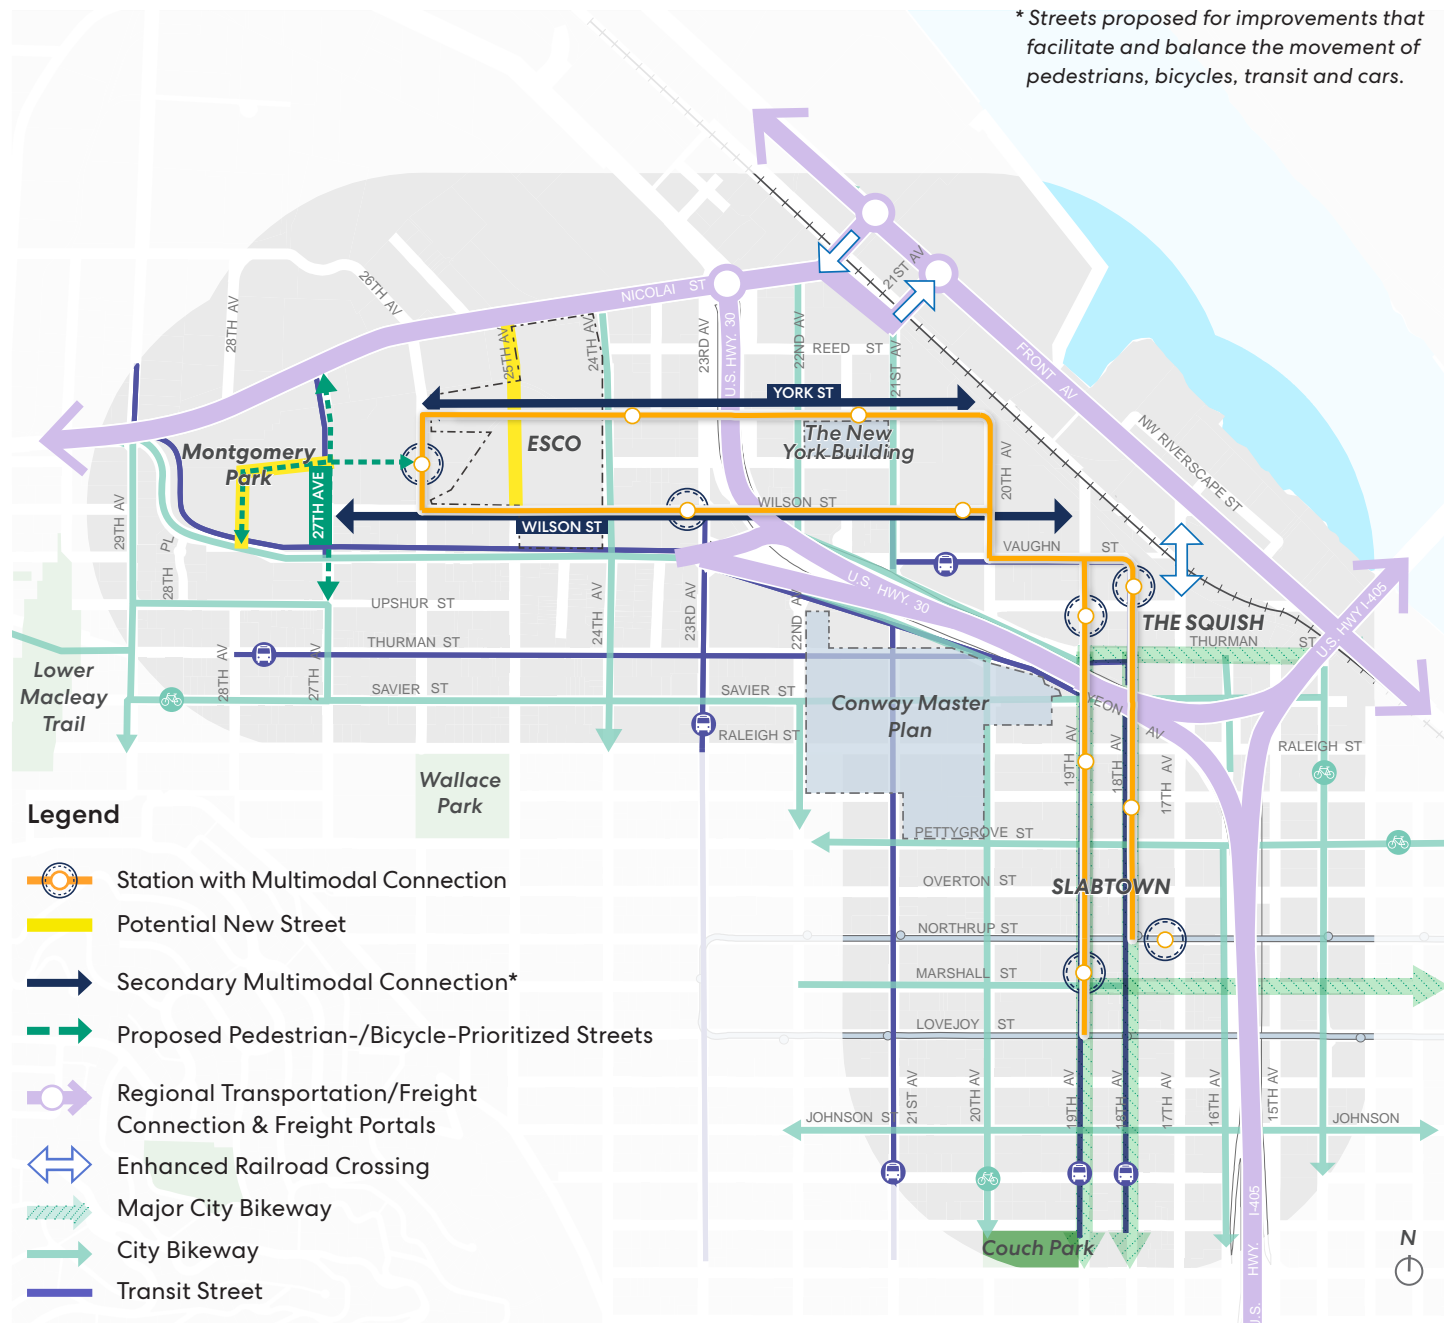 * Streets proposed for improvements that
facilitate and balance the movement of
pedestrians, bicycles, transit and cars.
21ST AV
26TH AV
NICOLAI ST
28TH AV
25TH AV
24TH AV
23RD AV
U.S. HWY. 30
22ND AV
REED ST
21ST AV
FRONT AV
YORK ST
NW RIVERSCAPE ST
Montgomery
Park
ESCO
The New
York Building
20TH AV
27TH AVE
29TH AV
28TH PL
WILSON ST
WILSON ST
VAUGHN ST
U.S. HWY. 30
U.S. HWY I-405
UPSHUR ST
24TH AV
23RD AV
22ND AV
THE SQUISH
THURMAN ST
THURMAN ST
Lower
Macleay
Trail
28TH AV
27TH AV
SAVIER ST
SAVIER ST
Conway Master
Plan
YEON AV
RALEIGH ST
RALEIGH ST
19TH AV
18TH AV
17TH AV
Wallace
Park
PETTYGROVE ST
OVERTON ST
SLABTOWN
NORTHRUP ST
MARSHALL ST
LOVEJOY ST
21ST AV
20TH AV
19TH AV
18TH AV
17TH AV
16TH AV
15TH AV
JOHNSON ST
JOHNSON
U.S. HWY. I-405
Couch Park
N
Legend
Station with Multimodal Connection
Potential New Street
Secondary Multimodal Connection*
Proposed Pedestrian-/Bicycle-Prioritized Streets
Regional Transportation/Freight
Connection & Freight Portals
Enhanced Railroad Crossing
Major City Bikeway
City Bikeway
Transit Street